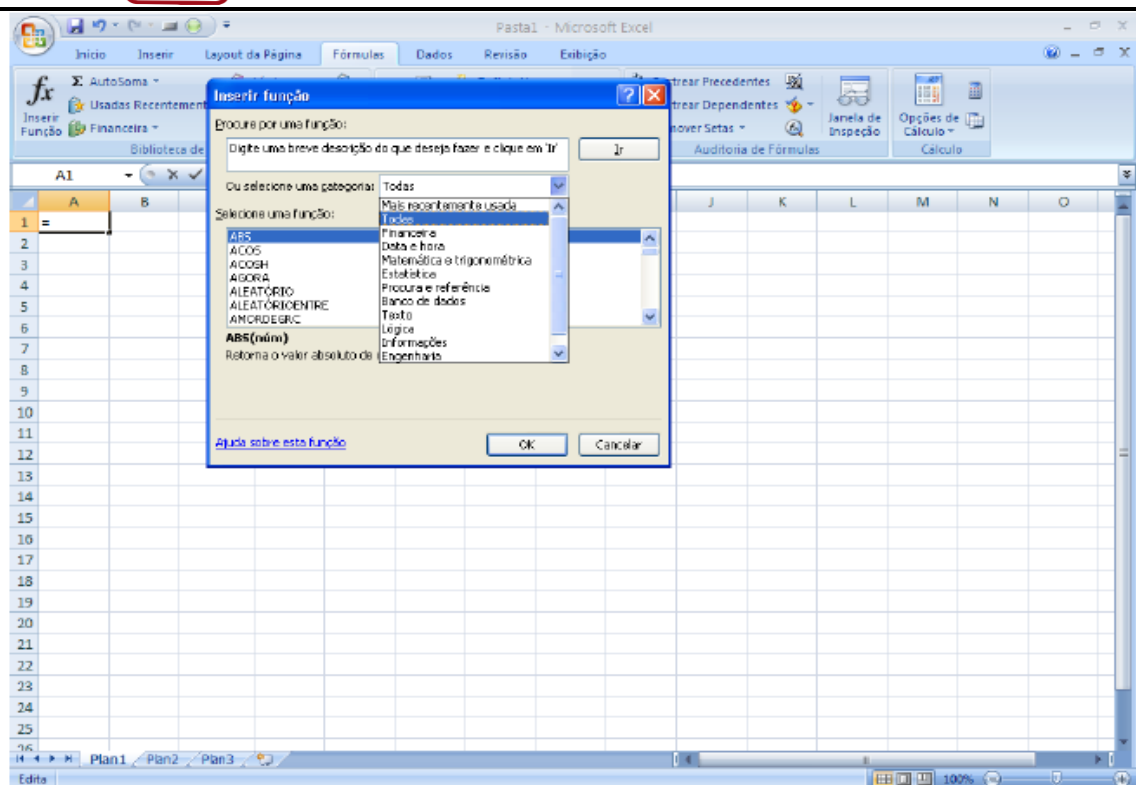 Pasta1 - Microsoft Excel
Início Inserir Layout da Página Fórmulas Dados Revisão Exibição
fx
Inserir
Função
Σ AutoSoma
Usadas Recentement
Financeira
Biblioteca de
trear Precedentes
trear Dependentes
mover Setas
Auditoria de Fórmulas
Janela de
Inspeção
Opções de
Cálculo
Cálculo
Inserir função
Procure por uma função:
Digite uma breve descrição do que deseja fazer e clique em 'Ir'
Ir
Ou selecione uma categoria: Todas
Mais recentemente usada
Todas
Financeira
Data e hora
Matemática e trigonométrica
Estatística
Procura e referência
Banco de dados
Texto
Lógica
Informações
Engenharia
Selecione uma função:
ABS
ACOS
ACOSH
AGORA
ALEATÓRIO
ALEATÓRIOENTRE
AMORDEGRC
ABS(núm)
Retorna o valor absoluto de
Ajuda sobre esta função
OK
Cancelar
A1
A B J K L M N O
1 =
2
3
4
5
6
7
8
9
10
11
12
13
14
15
16
17
18
19
20
21
22
23
24
25
26
Plan1 Plan2 Plan3
Edita
100%